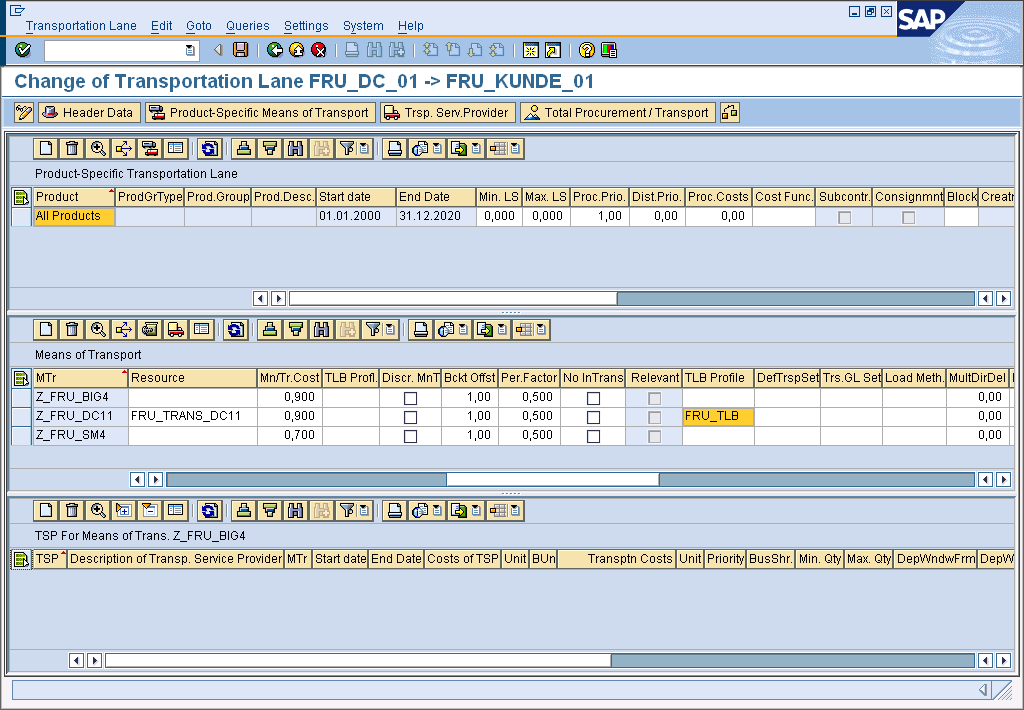 Transportation Lane Edit Goto Queries Settings System Help
SAP
Change of Transportation Lane FRU_DC_01 -> FRU_KUNDE_01
Header Data Product-Specific Means of Transport Trsp. Serv.Provider Total Procurement / Transport
Product-Specific Transportation Lane
Product ProdGrType Prod.Group Prod.Desc. Start date End Date Min. LS Max. LS Proc.Prio. Dist.Prio. Proc.Costs Cost Func. Subcontr. Consignmnt Block Creatn
All Products 01.01.2000 31.12.2020 0,000 0,000 1,00 0,00 0,00
Means of Transport
MTr Resource Mn/Tr.Cost TLB Profl. Discr. MnT Bckt Offst Per.Factor No InTrans Relevant TLB Profile DefTrspSet Trs.GL Set Load Meth. MultDirDel
Z_FRU_BIG4 0,900 1,00 0,500 0,00
Z_FRU_DC11 FRU_TRANS_DC11 0,900 1,00 0,500 FRU_TLB 0,00
Z_FRU_SM4 0,700 1,00 0,500 0,00
TSP For Means of Trans. Z_FRU_BIG4
TSP Description of Transp. Service Provider MTr Start date End Date Costs of TSP Unit BUn Transptn Costs Unit Priority BusShr. Min. Qty Max. Qty DepWndwFrm DepW